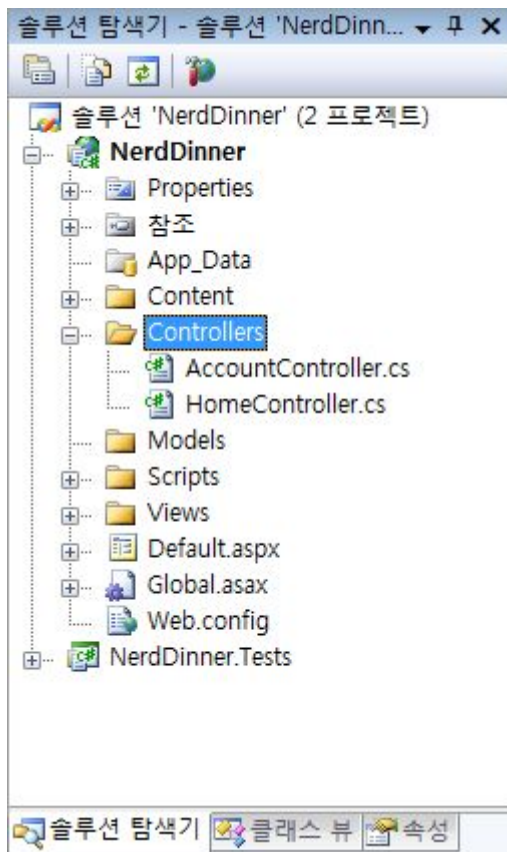 솔루션 탐색기 - 솔루션 'NerdDinn...
솔루션 'NerdDinner' (2 프로젝트)
NerdDinner
Properties
참조
App_Data
Content
Controllers
AccountController.cs
HomeController.cs
Models
Scripts
Views
Default.aspx
Global.asax
Web.config
NerdDinner.Tests
솔루션 탐색기 클래스 뷰 속성